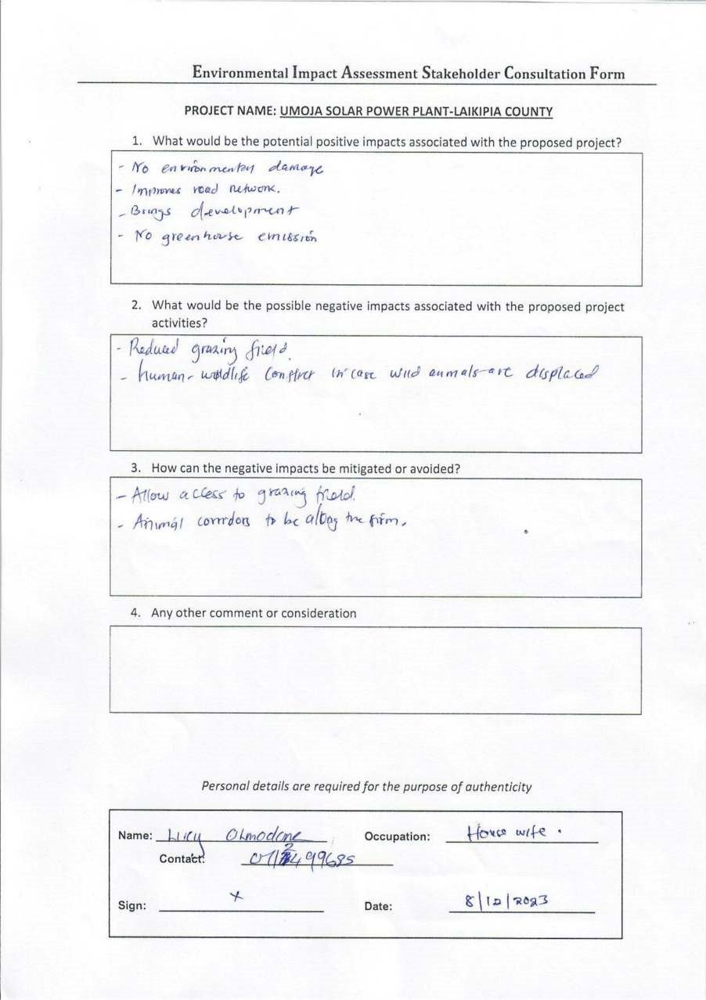 Environmental Impact Assessment Stakeholder Consultation Form
PROJECT NAME: UMOJA SOLAR POWER PLANT-LAIKIPIA COUNTY
1. What would be the potential positive impacts associated with the proposed project?
- No environmentay damage
- Improves road network.
- Brings development
- No greenhouse emission
2. What would be the possible negative impacts associated with the proposed project
activities?
- Reduced grazing field.
- human-wildlife conflict in case wild animals are displaced
3. How can the negative impacts be mitigated or avoided?
- Allow access to grazing field.
- Animal corridors to be along the firm.
4. Any other comment or consideration
Personal details are required for the purpose of authenticity
Name: Lucy Occupation: House wife.
Contact:
Sign: x Date: 8/12/2023